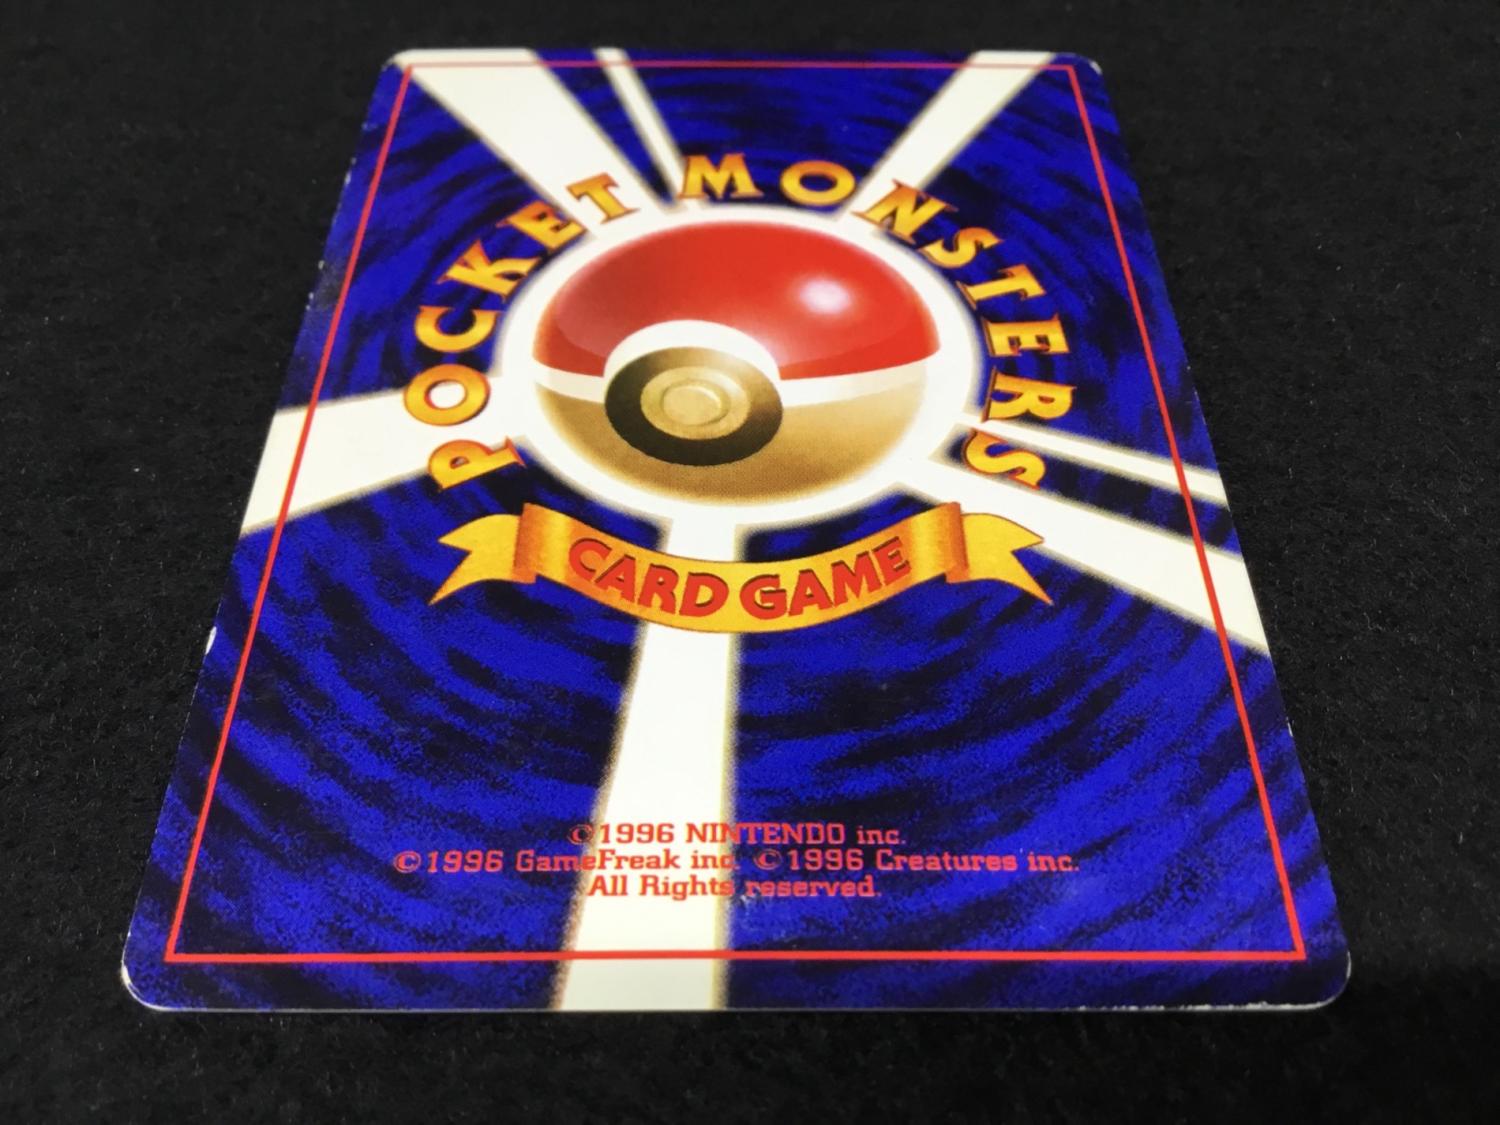 POCKET MONSTERS
CARD GAME
©1996 NINTENDO inc.
©1996 GameFreak inc. ©1996 Creatures inc.
All Rights reserved.